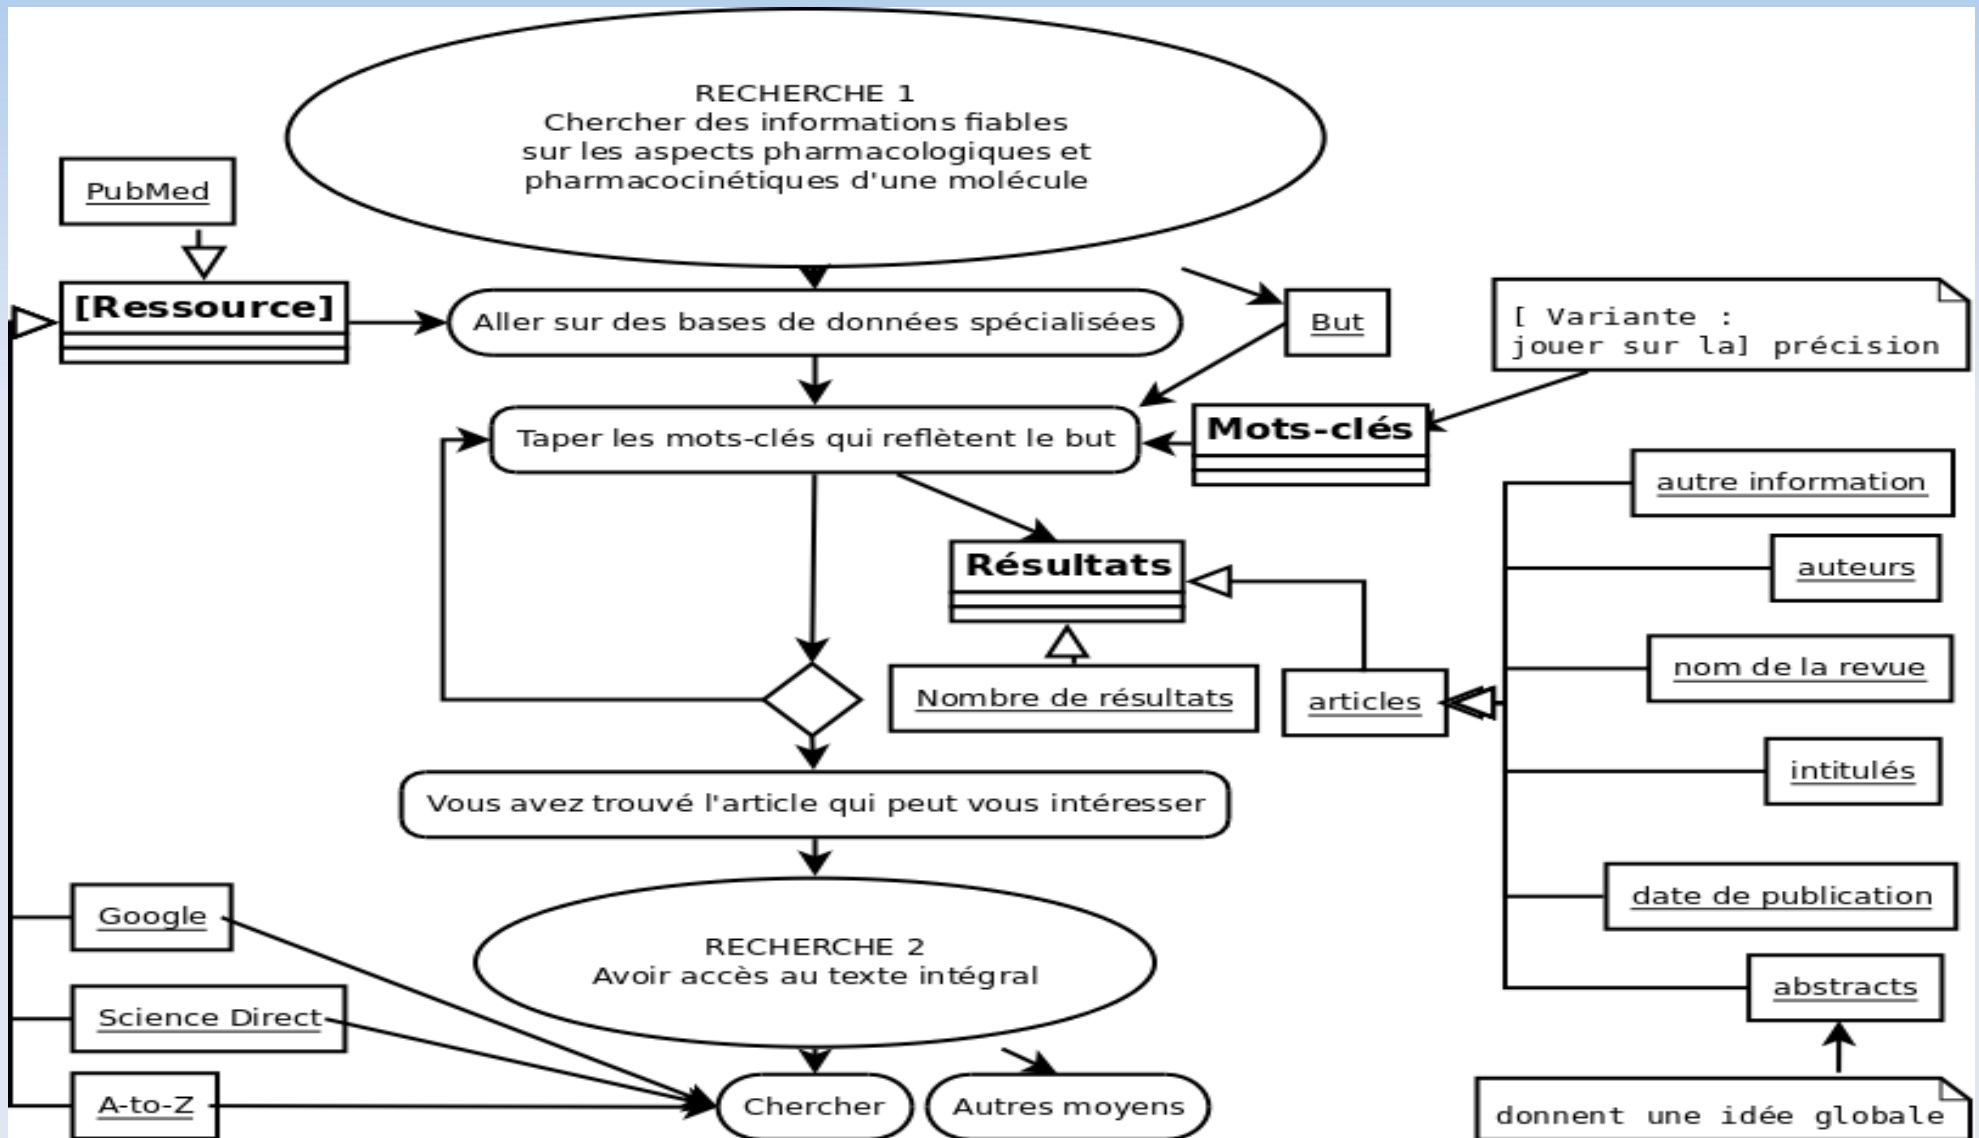 RECHERCHE 1
Chercher des informations fiables
sur les aspects pharmacologiques et
pharmacocinétiques d'une molécule
PubMed
[Ressource]
Aller sur des bases de données spécialisées
But
[ Variante :
jouer sur la] précision
Taper les mots-clés qui reflètent le but
Mots-clés
autre information
auteurs
Résultats
nom de la revue
Nombre de résultats
articles
intitulés
Vous avez trouvé l'article qui peut vous intéresser
date de publication
Google
RECHERCHE 2
Avoir accès au texte intégral
abstracts
Science Direct
A-to-Z
Chercher
Autres moyens
donnent une idée globale